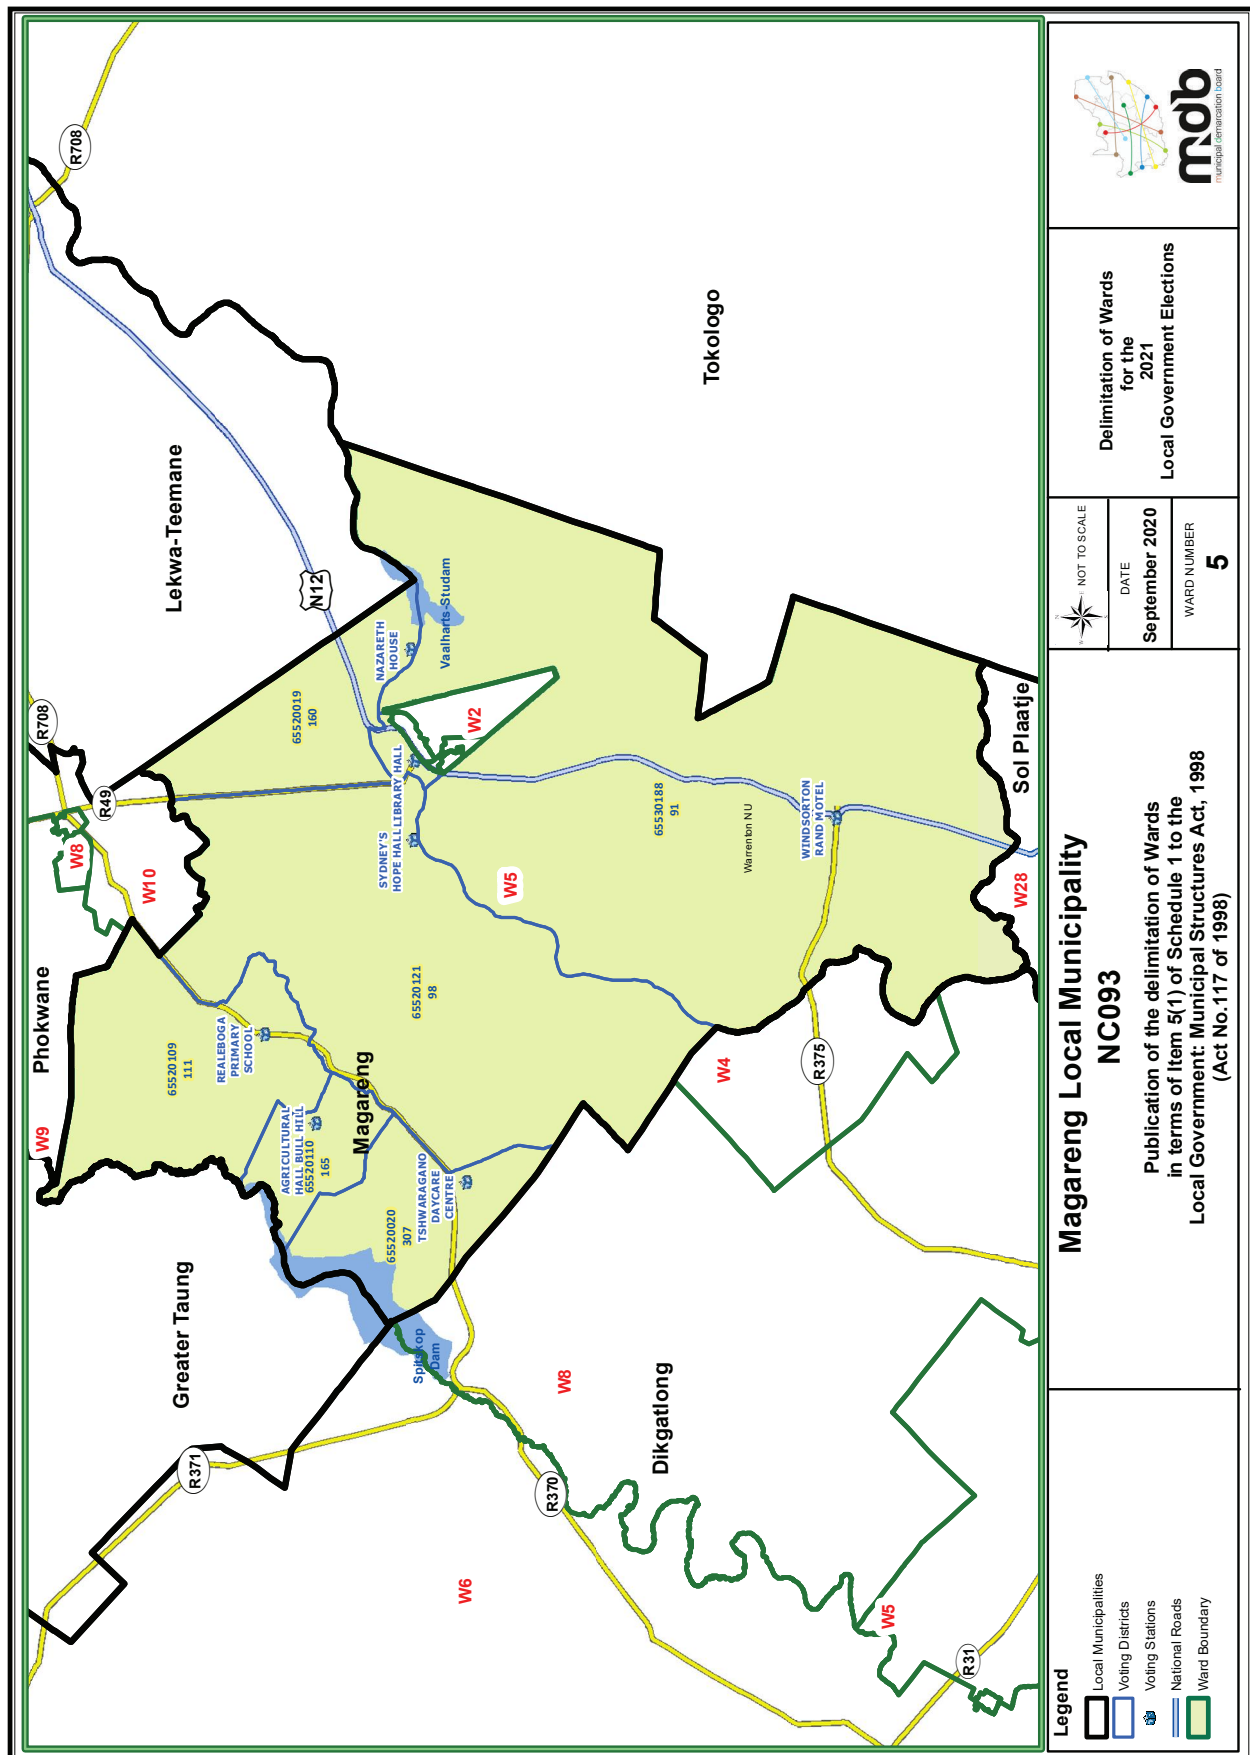 R708
Lekwa-Teemane
Tokologo
N12
R708
R49
W8
W10
Phokwane
W9
65520019
160
NAZARETH
HOUSE
Vaalharts-Studam
W2
SYDNEY'S
HOPE HALL
LIBRARY HALL
65530188
91
Warrenton NU
WINDSORTON
RAND MOTEL
Sol Plaatje
W28
W5
65520121
98
65520109
111
REALEBOGA
PRIMARY
SCHOOL
AGRICULTURAL
HALL BULL HILL
65520110
165
Magareng
65520020
307
TSHWARAGANO
DAYCARE
CENTRE
W4
R375
Greater Taung
Spitskop
Dam
R371
R370
W8
Dikgatlong
W6
W5
R31
Legend
Local Municipalities
Voting Districts
Voting Stations
National Roads
Ward Boundary
Magareng Local Municipality
NC093
Publication of the delimitation of Wards
in terms of Item 5(1) of Schedule 1 to the
Local Government: Municipal Structures Act, 1998
(Act No.117 of 1998)
N
E
S
W
NOT TO SCALE
DATE
September 2020
WARD NUMBER
5
Delimitation of Wards
for the
2021
Local Government Elections
mdb
municipal demarcation board